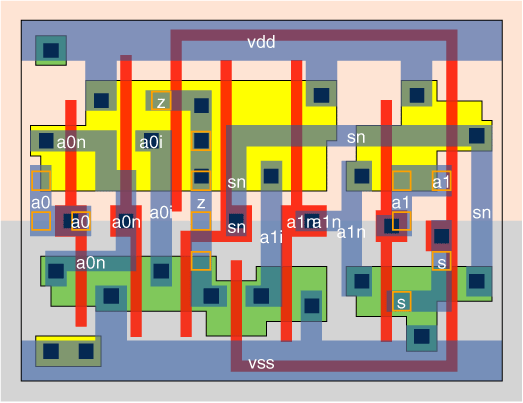 vdd
z
a0n a0i sn
sn a1
a0 z
a0 a0n a0i sn a1i a1n a1n a1n a1 sn
a0n s
s
vss